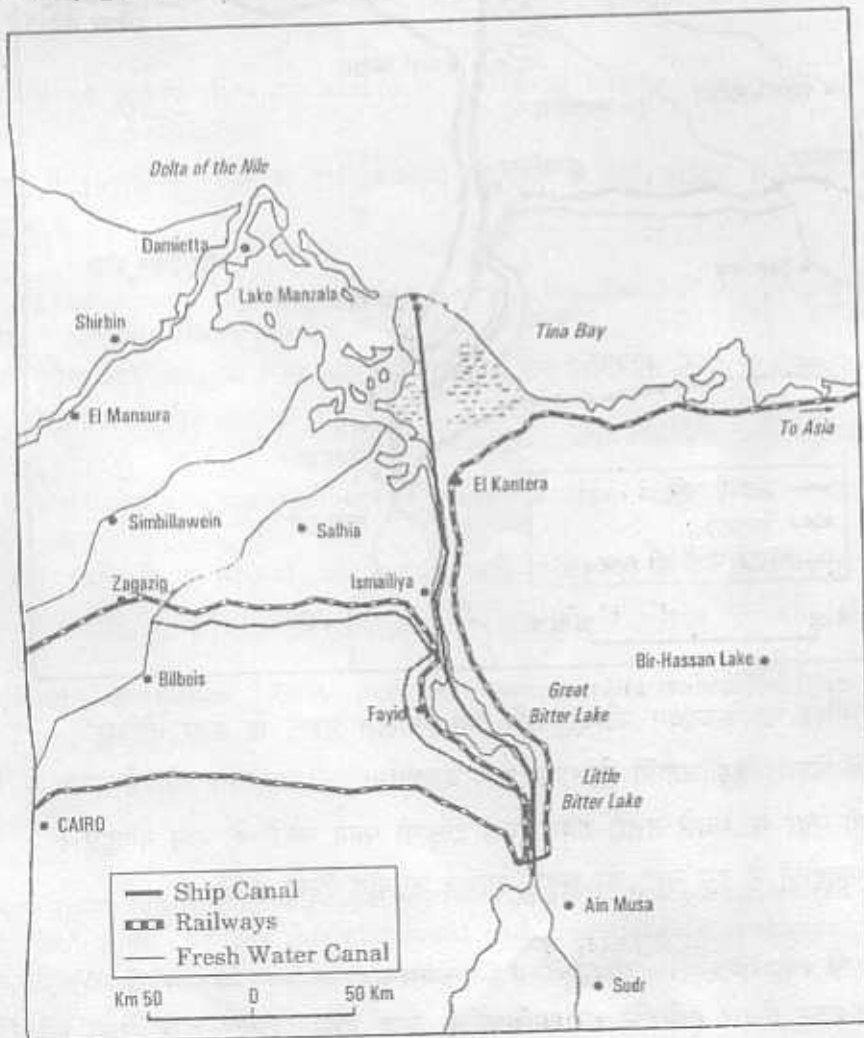 Delta of the Nile
Damietta
Lake Manzala
Shirbin
Tina Bay
El Mansura
To Asia
El Kantera
Simbillawein
Salhia
Zagazig
Ismailiya
Bir-Hassan Lake
Bilbeis
Great
Bitter Lake
Fayid
Little
Bitter Lake
CAIRO
Ship Canal
Railways
Fresh Water Canal
Ain Musa
Sudr
Km 50 0 50 Km